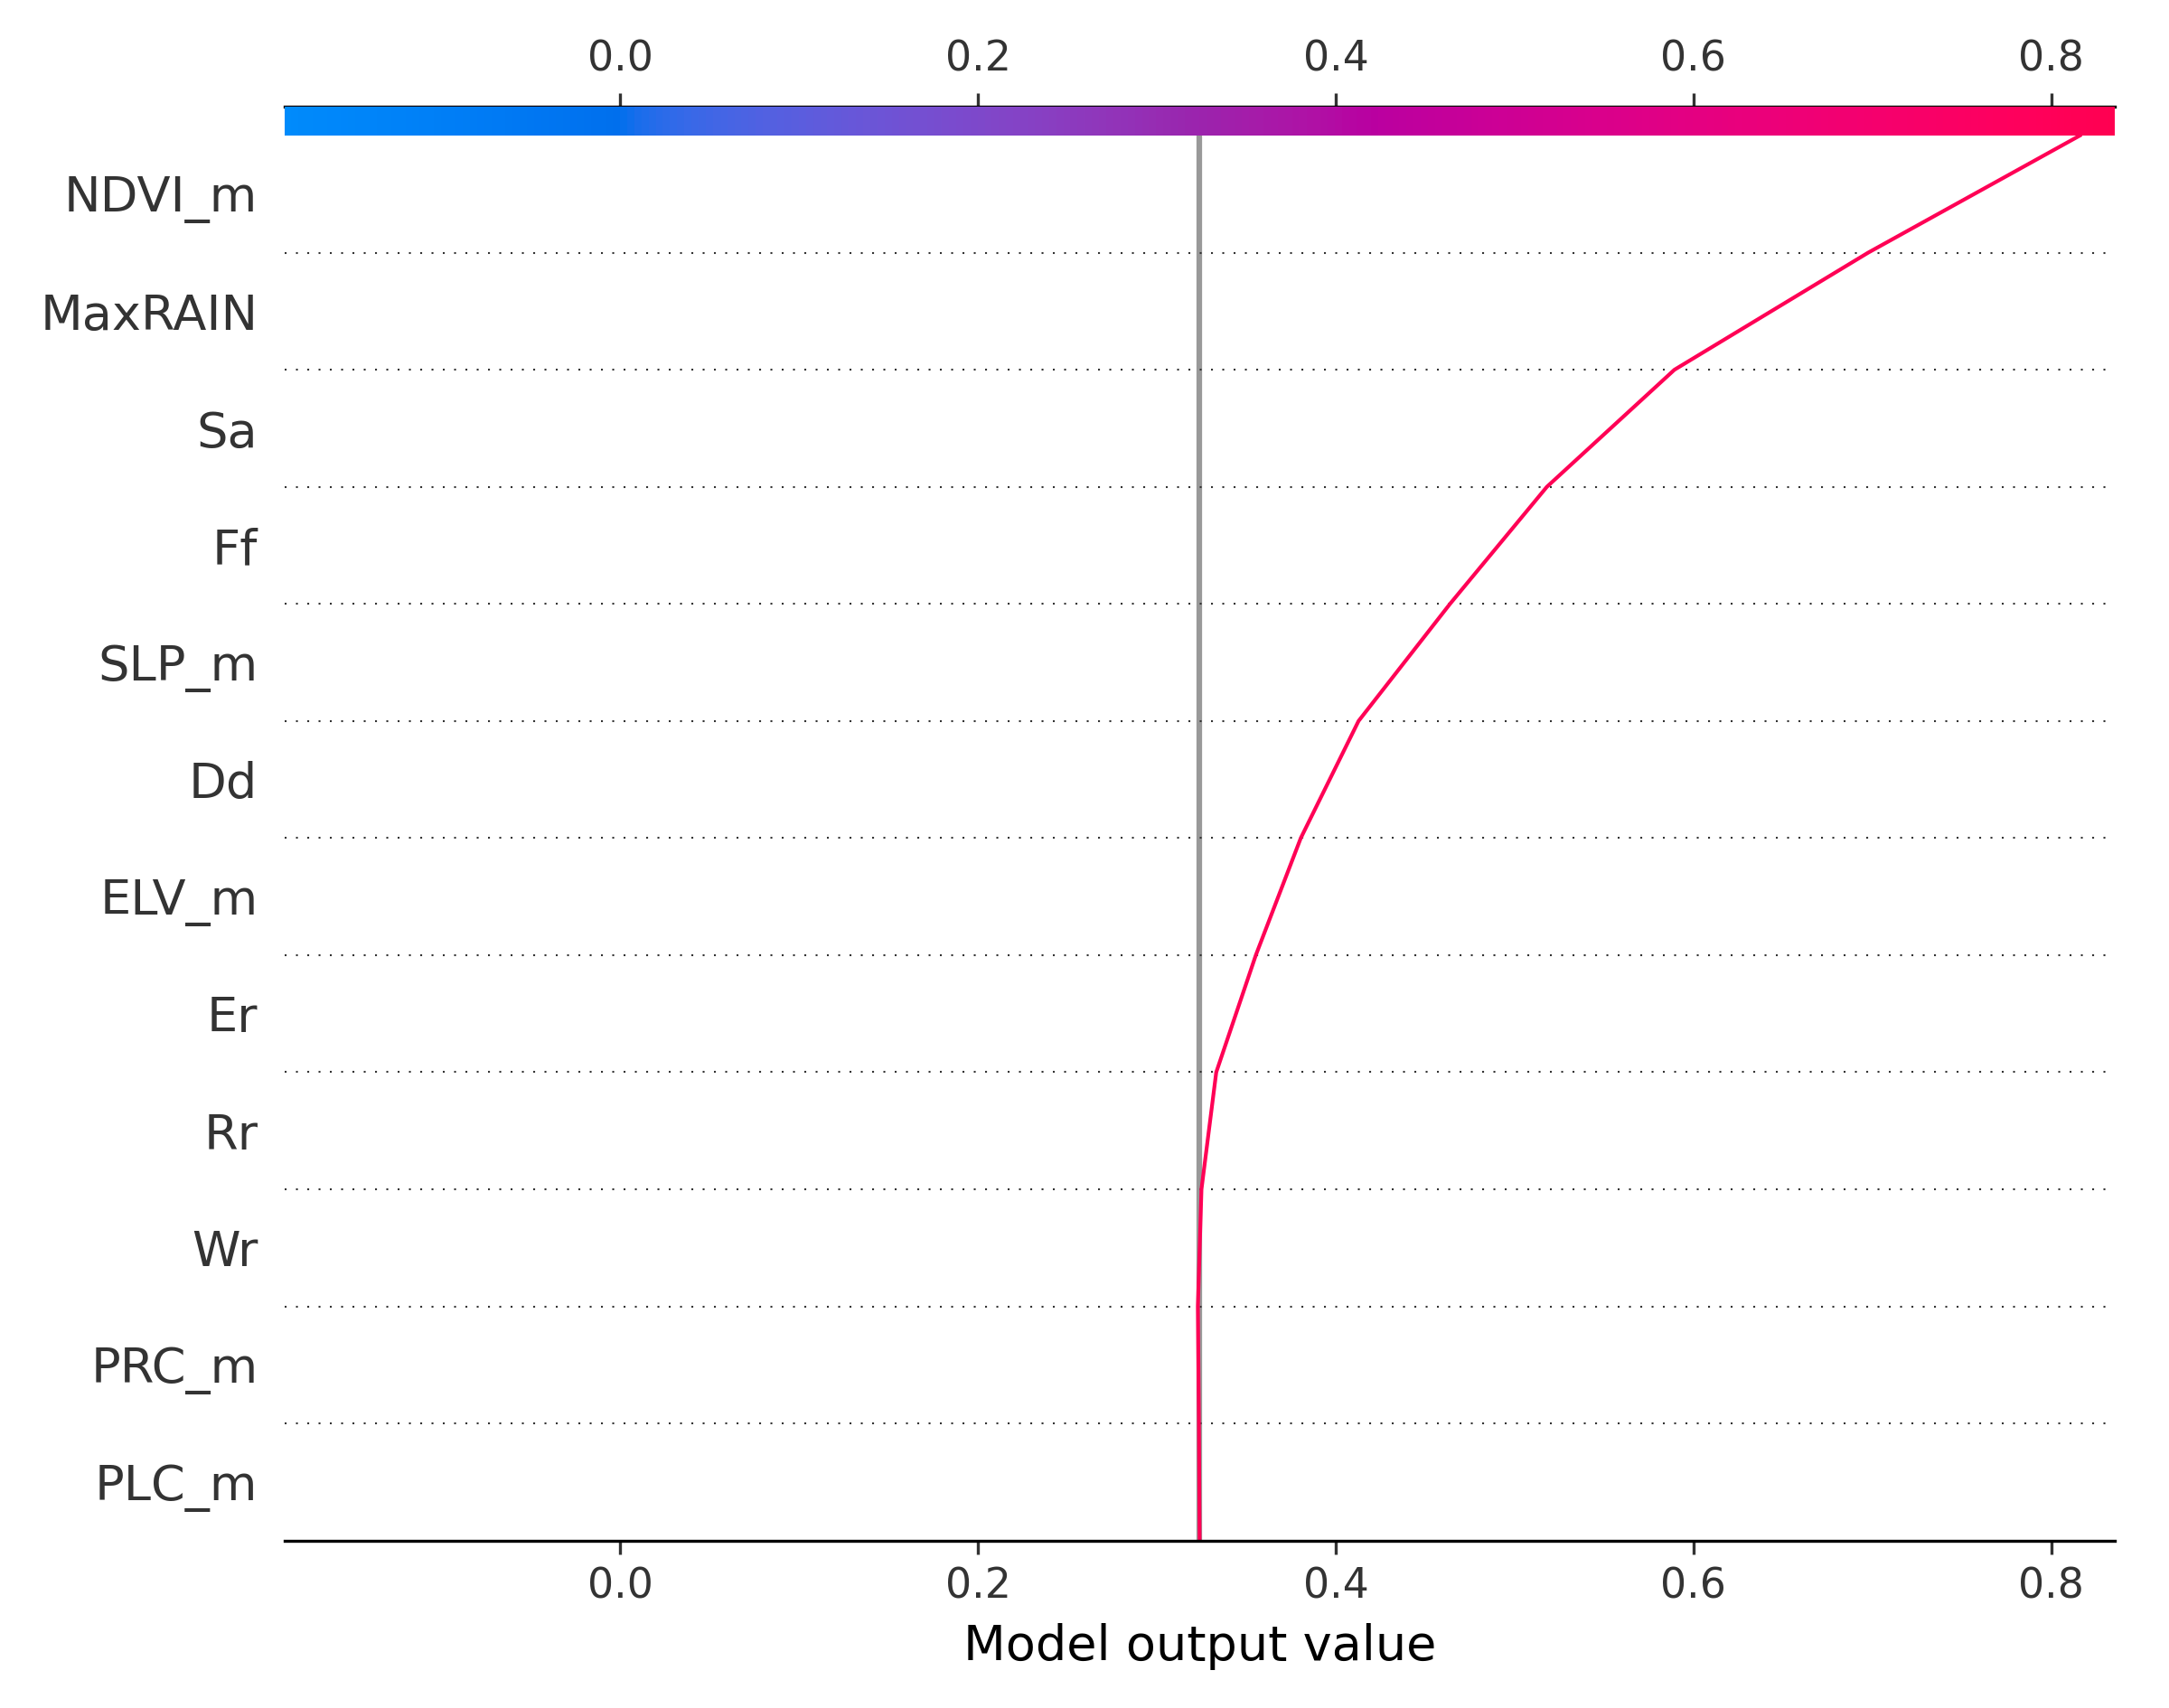 0.0 0.2 0.4 0.6 0.8
NDVI_m
MaxRAIN
Sa
Ff
SLP_m
Dd
ELV_m
Er
Rr
Wr
PRC_m
PLC_m
0.0 0.2 0.4 0.6 0.8
Model output value